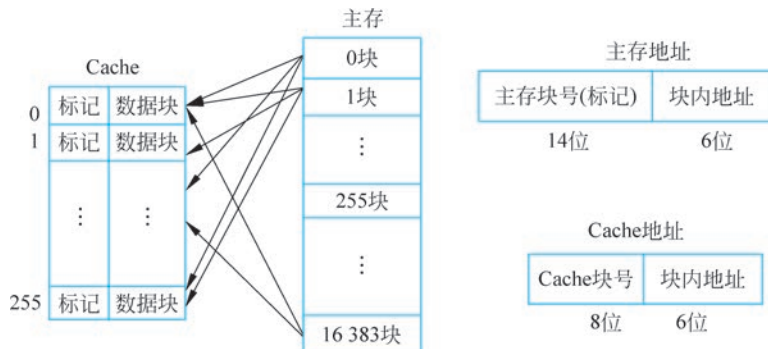 Cache
0 标记 数据块
1 标记 数据块
⋮ ⋮
255 标记 数据块
主存
0块
1块
⋮
255块
⋮
16 383块
主存地址
主存块号(标记) 块内地址
14位 6位
Cache地址
Cache块号 块内地址
8位 6位